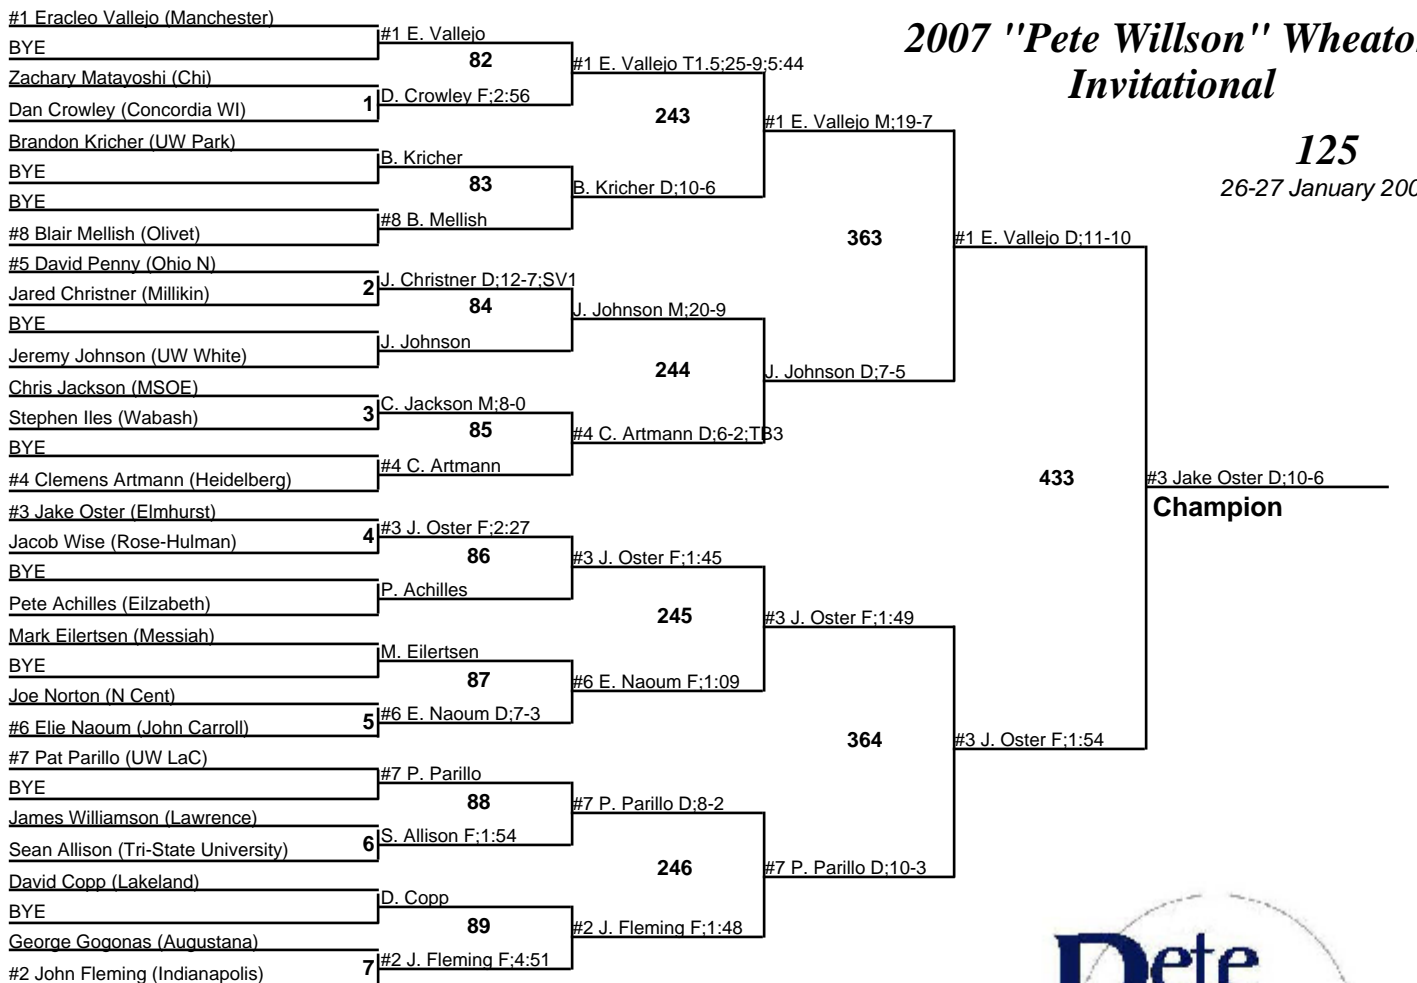 2007 "Pete Willson" Wheato
Invitational
125
26-27 January 200
#1 Eracleo Vallejo (Manchester)
BYE
Zachary Matayoshi (Chi)
Dan Crowley (Concordia WI)
Brandon Kricher (UW Park)
BYE
BYE
#8 Blair Mellish (Olivet)
#5 David Penny (Ohio N)
Jared Christner (Millikin)
BYE
Jeremy Johnson (UW White)
Chris Jackson (MSOE)
Stephen Iles (Wabash)
BYE
#4 Clemens Artmann (Heidelberg)
#3 Jake Oster (Elmhurst)
Jacob Wise (Rose-Hulman)
BYE
Pete Achilles (Eilzabeth)
Mark Eilertsen (Messiah)
BYE
Joe Norton (N Cent)
#6 Elie Naoum (John Carroll)
#7 Pat Parillo (UW LaC)
BYE
James Williamson (Lawrence)
Sean Allison (Tri-State University)
David Copp (Lakeland)
BYE
George Gogonas (Augustana)
#2 John Fleming (Indianapolis)
1
2
3
4
5
6
7
#1 E. Vallejo
82
D. Crowley F;2:56
B. Kricher
83
#8 B. Mellish
J. Christner D;12-7;SV1
84
J. Johnson
C. Jackson M;8-0
85
#4 C. Artmann
#3 J. Oster F;2:27
86
P. Achilles
M. Eilertsen
87
#6 E. Naoum D;7-3
#7 P. Parillo
88
S. Allison F;1:54
D. Copp
89
#2 J. Fleming F;4:51
#1 E. Vallejo T1.5;25-9;5:44
243
B. Kricher D;10-6
J. Johnson M;20-9
244
#4 C. Artmann D;6-2;TB3
#3 J. Oster F;1:45
245
#6 E. Naoum F;1:09
#7 P. Parillo D;8-2
246
#2 J. Fleming F;1:48
#1 E. Vallejo M;19-7
363
J. Johnson D;7-5
#3 J. Oster F;1:49
364
#7 P. Parillo D;10-3
#1 E. Vallejo D;11-10
433
#3 J. Oster F;1:54
#3 Jake Oster D;10-6
Champion
Pete